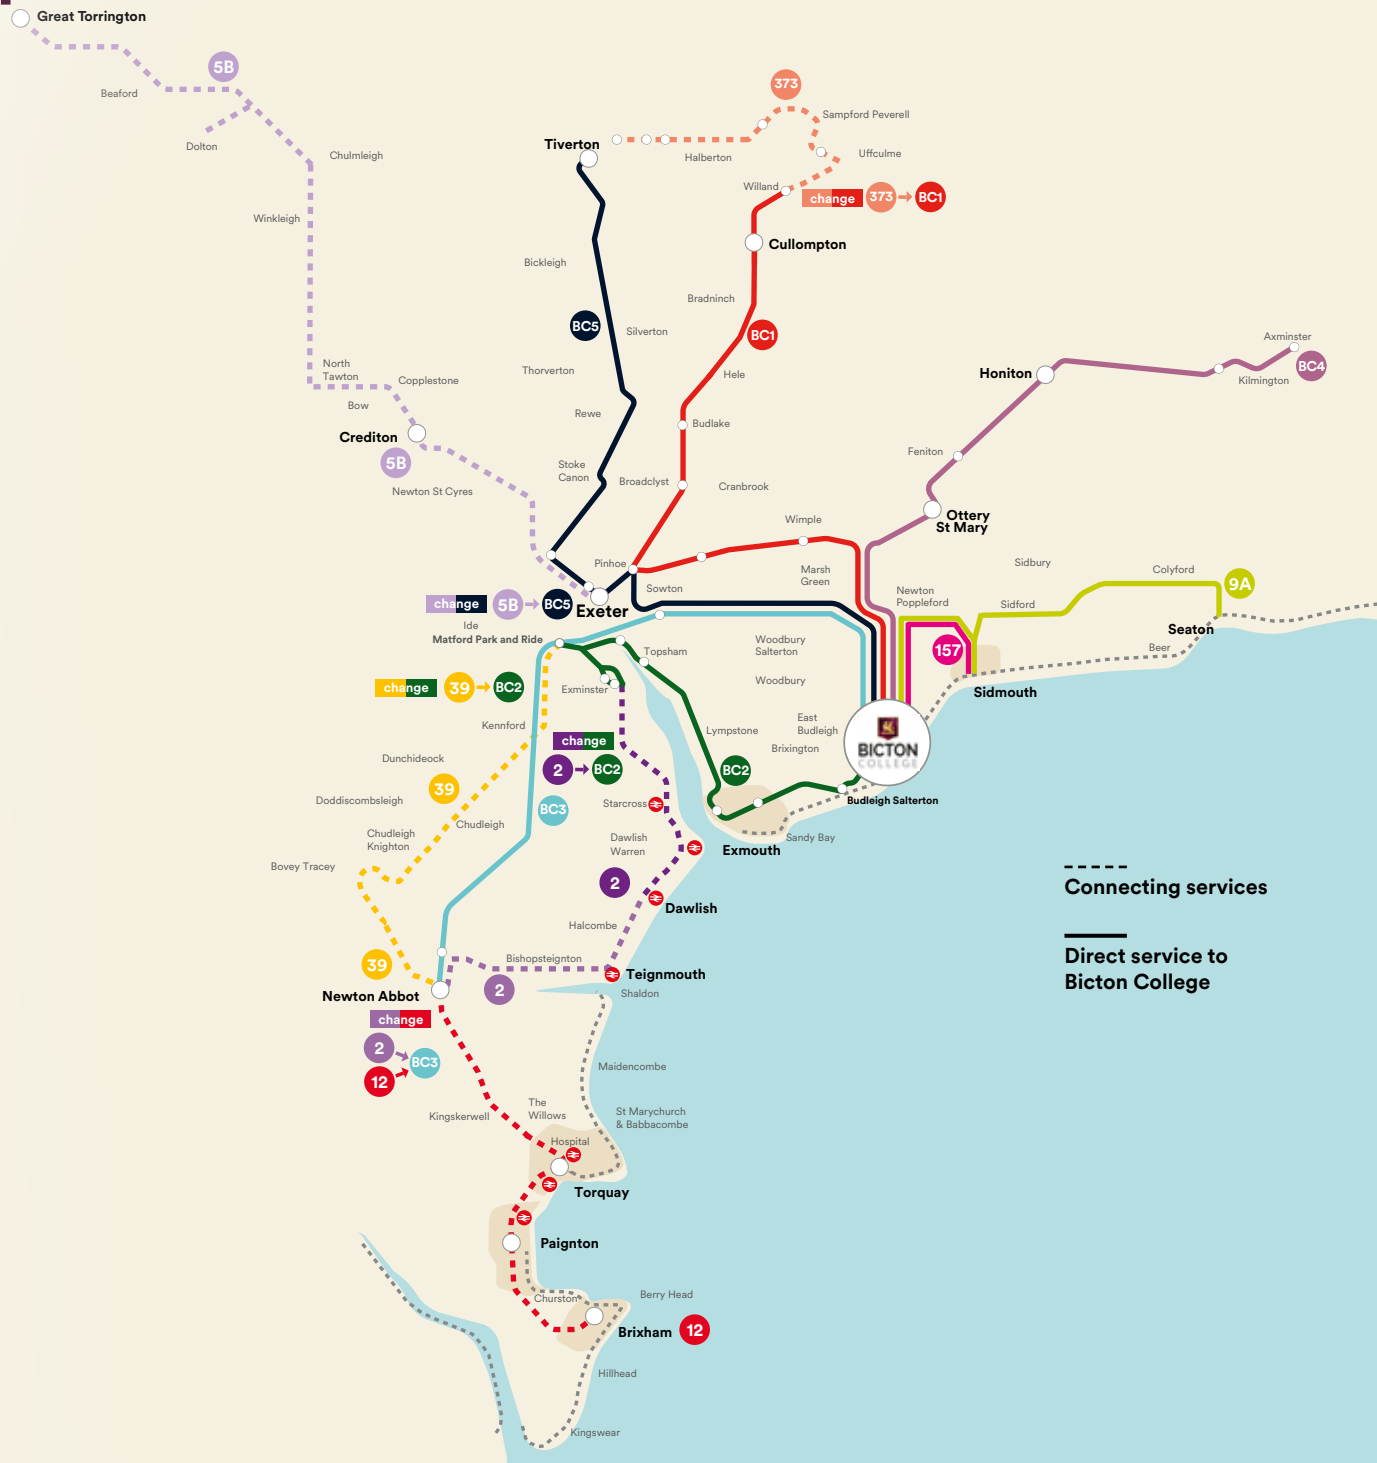 Great Torrington
5B
Beaford
Dolton
Chulmleigh
Winkleigh
North
Tawton
Copplestone
Bow
Crediton
5B
Newton St Cyres
373
Sampford Peverell
Tiverton
Halberton
Uffculme
Willand
change 373 BC1
Cullompton
Bickleigh
Bradninch
BC5
Silverton
BC1
Thorverton
Hele
Rewe
Budlake
Stoke
Canon
Broadclyst
Cranbrook
Wimple
Pinhoe
Marsh
Green
Sowton
Axminster
BC4
Kilmington
Honiton
Feniton
Ottery
St Mary
Sidbury
Colyford
9A
Newton
Poppleford
Sidford
Seaton
Beer
157
Sidmouth
change 5B BC5
Exeter
Ide
Matford Park and Ride
Woodbury
Salterton
Topsham
Woodbury
Exminster
change 39 BC2
Kennford
Lympstone
East
Budleigh
Brixington
BICTON
COLLEGE
change
2 BC2
BC2
Budleigh Salterton
Dunchideock
39
Doddiscombsleigh
BC3
Starcross
Chudleigh
Chudleigh
Knighton
Dawlish
Warren
Sandy Bay
Exmouth
Bovey Tracey
2
Dawlish
Halcombe
39
Bishopsteignton
Teignmouth
2
Newton Abbot
Shaldon
change
2
BC3
12
Maidencombe
Kingskerwell
The
Willows
St Marychurch
& Babbacombe
Hospital
Torquay
Paignton
Churston
Berry Head
Brixham 12
Hillhead
Kingswear
Connecting services
Direct service to
Bicton College